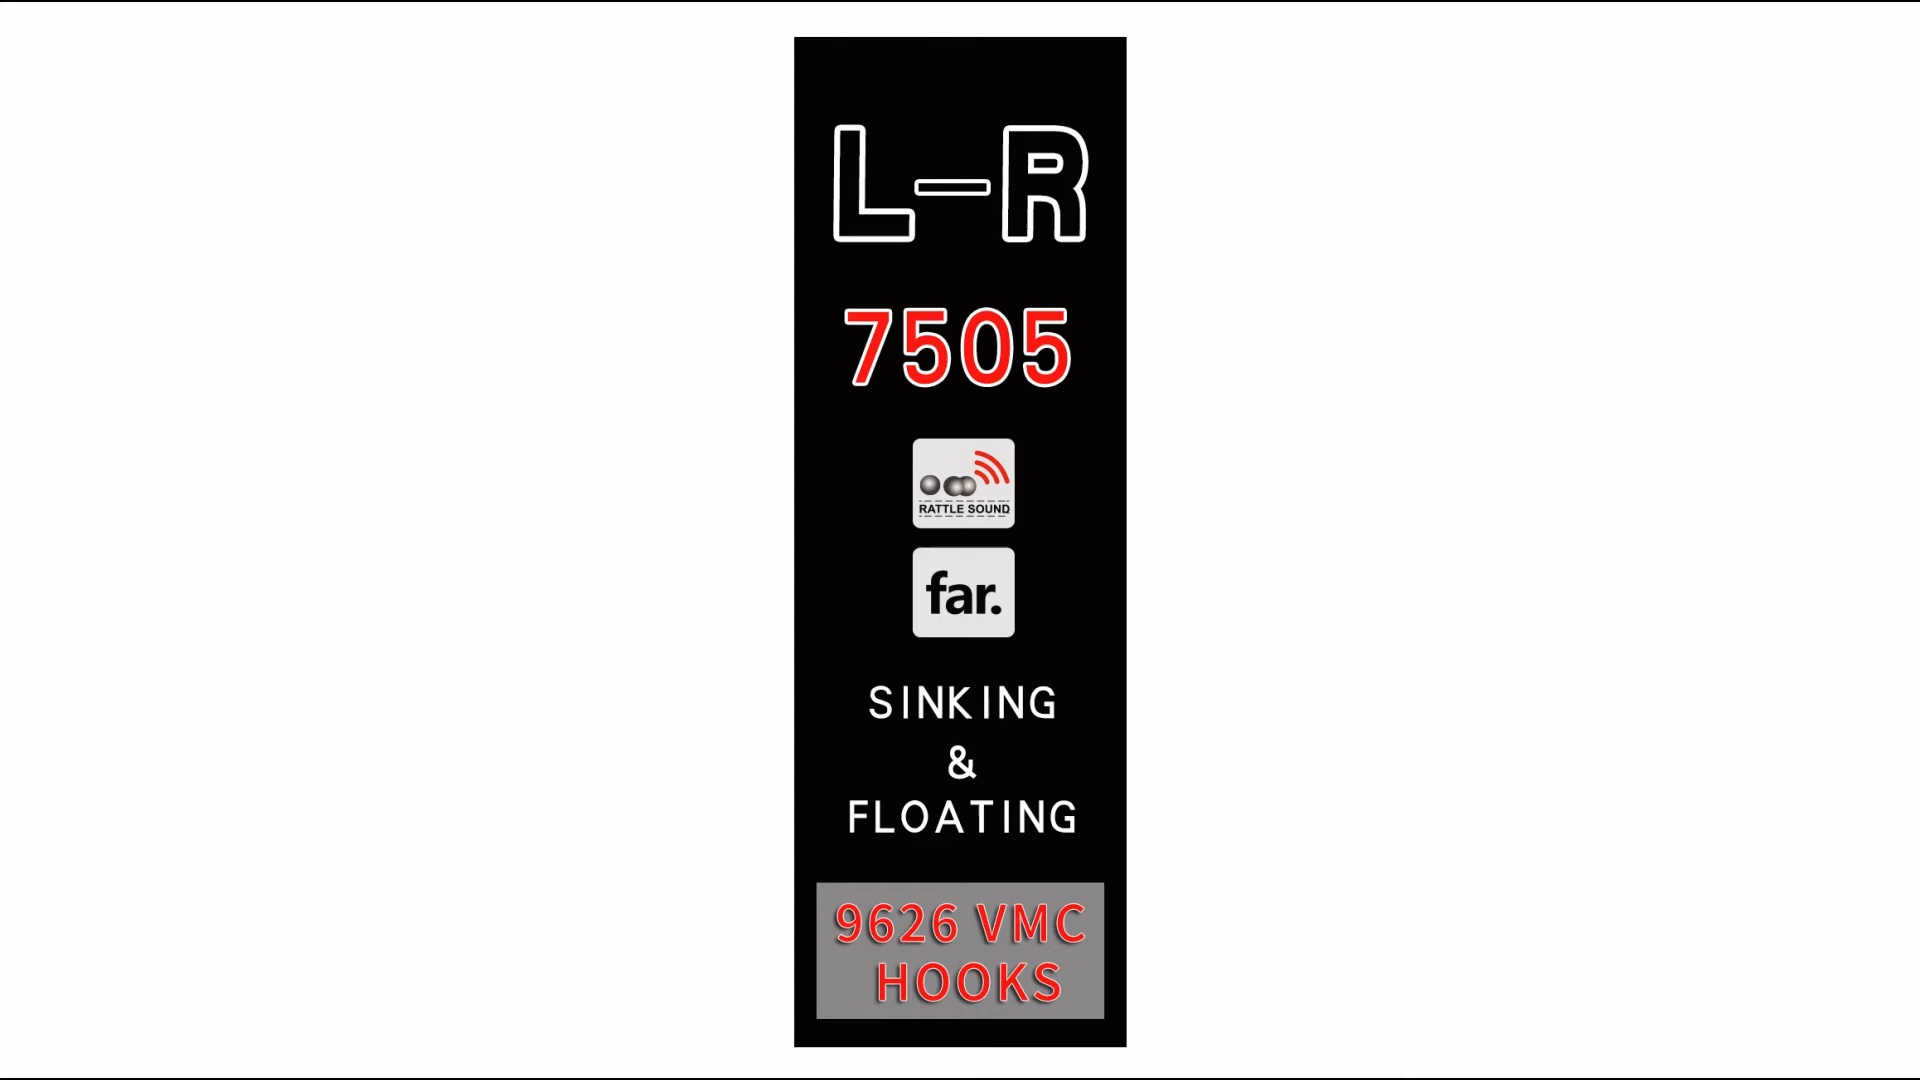 L-R
7505
RATTLE SOUND
far.
SINKING
&
FLOATING
9626 VMC
HOOKS